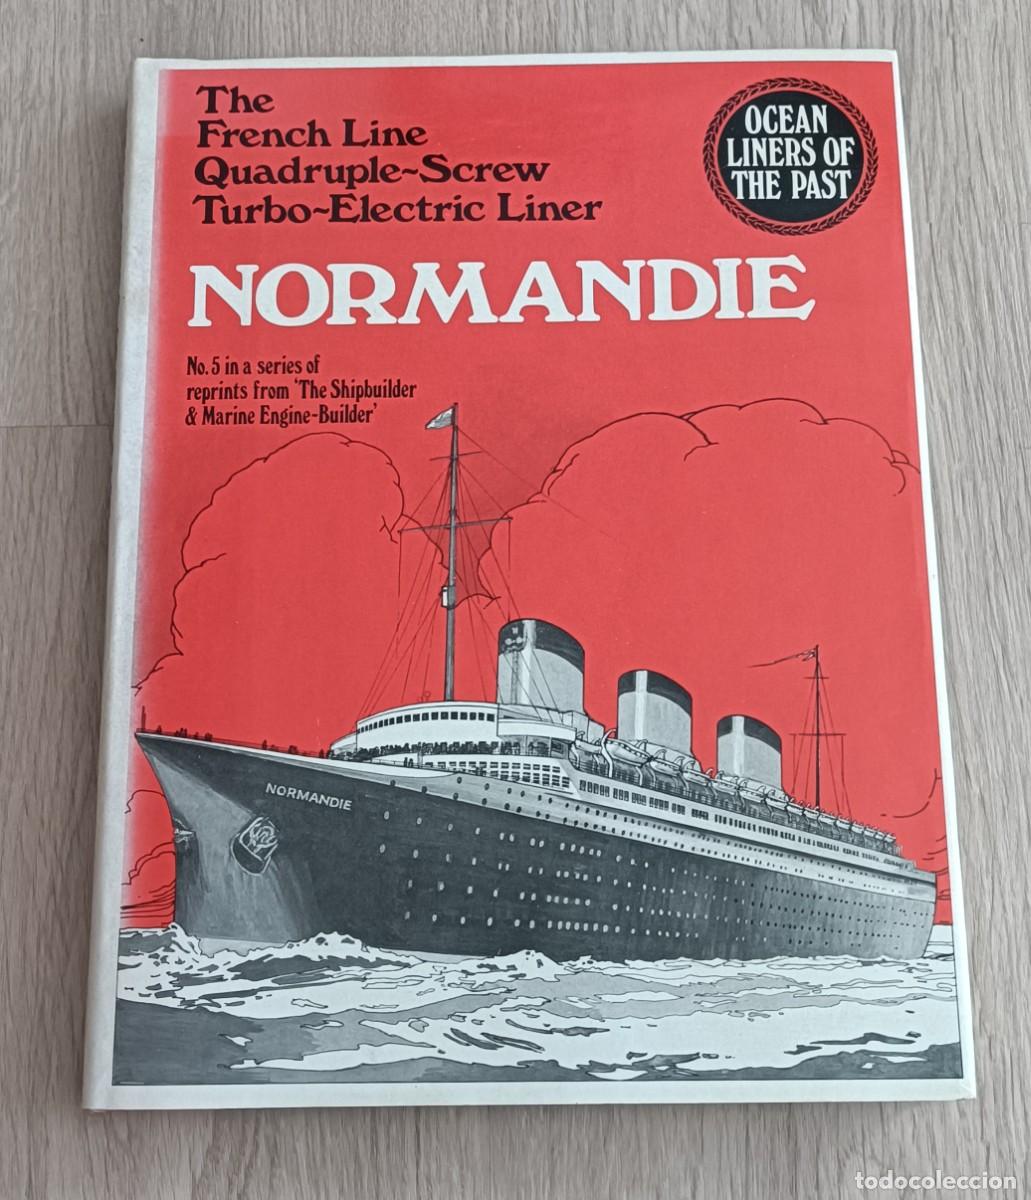 The
French Line
Quadruple~Screw
Turbo~Electric Liner
OCEAN
LINERS OF
THE PAST
NORMANDIE
No. 5 in a series of
reprints from 'The Shipbuilder
& Marine Engine-Builder'
NORMANDIE
todocoleccion